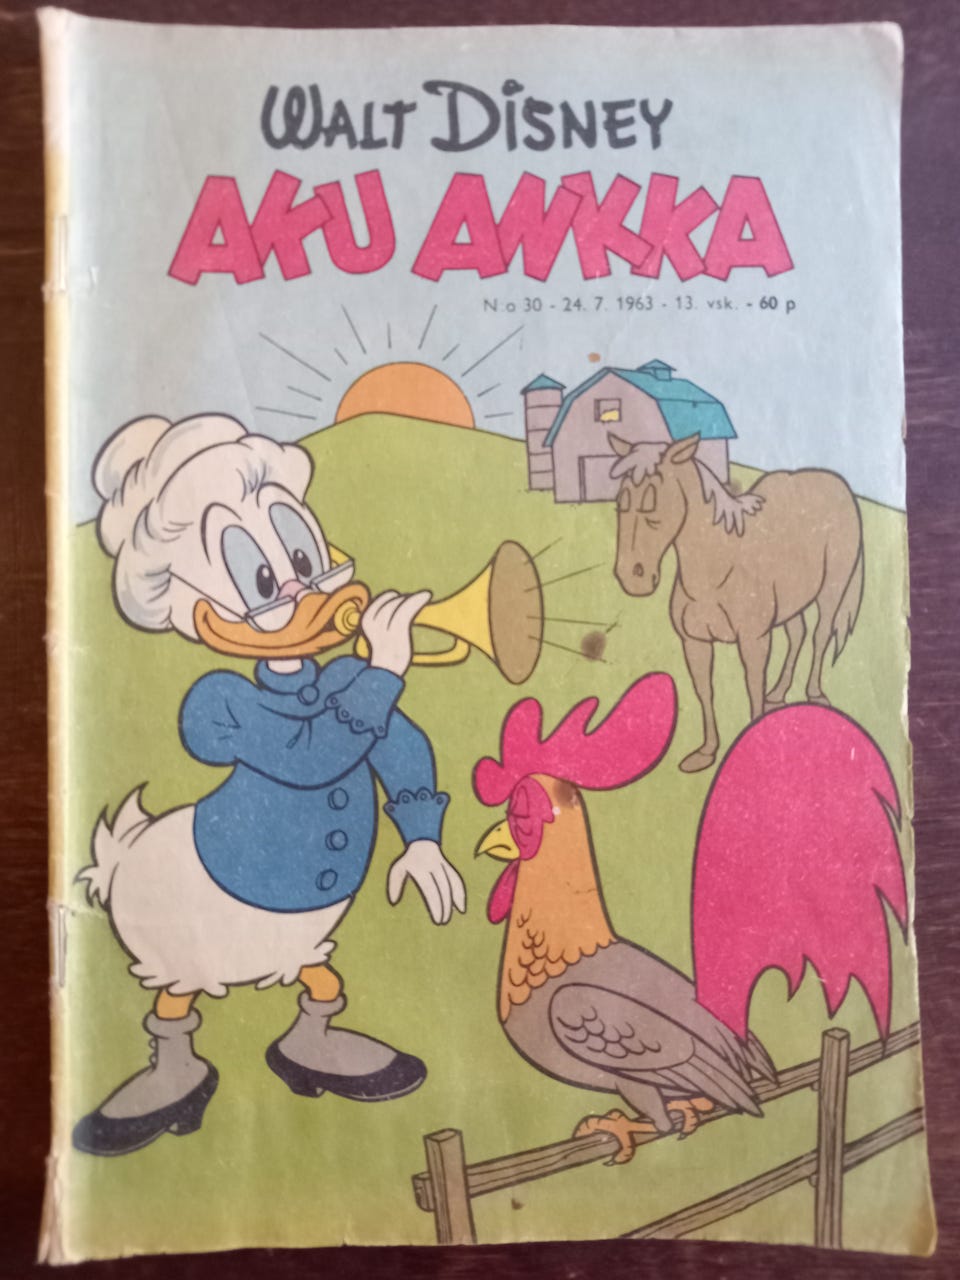 WALT DISNEY
AKU ANKKA
N:o 30 - 24. 7. 1963 - 13. vsk. - 60 p